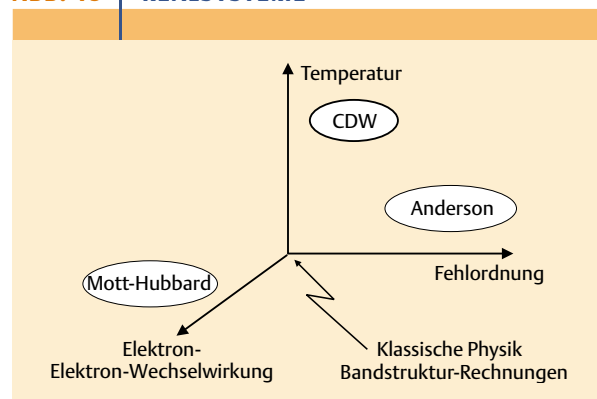 Temperatur
CDW
Anderson
Fehlordnung
Mott-Hubbard
Elektron-
Elektron-Wechselwirkung
Klassische Physik
Bandstruktur-Rechnungen